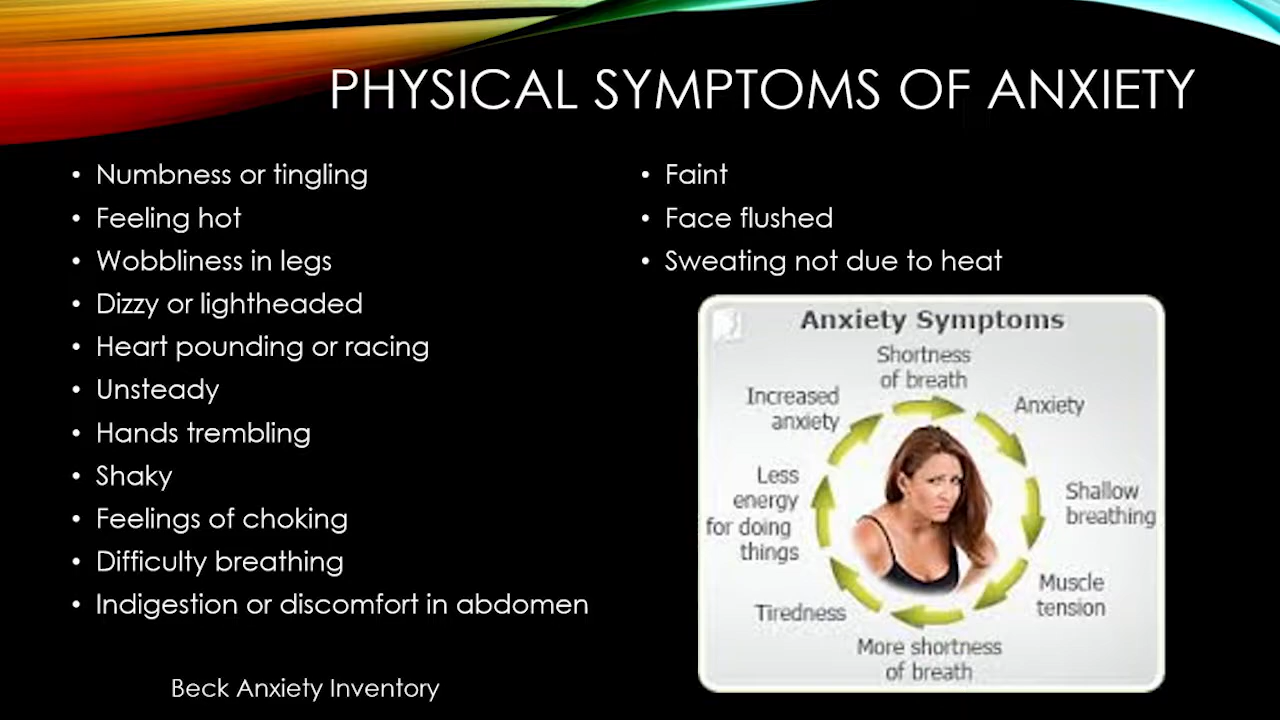 PHYSICAL SYMPTOMS OF ANXIETY
• Numbness or tingling
• Feeling hot
• Wobbliness in legs
• Dizzy or lightheaded
• Heart pounding or racing
• Unsteady
• Hands trembling
• Shaky
• Feelings of choking
• Difficulty breathing
• Indigestion or discomfort in abdomen
• Faint
• Face flushed
• Sweating not due to heat
Anxiety Symptoms
Shortness
of breath
Anxiety
Shallow
breathing
Muscle
tension
More shortness
of breath
Tiredness
Less
energy
for doing
things
Increased
anxiety
Beck Anxiety Inventory